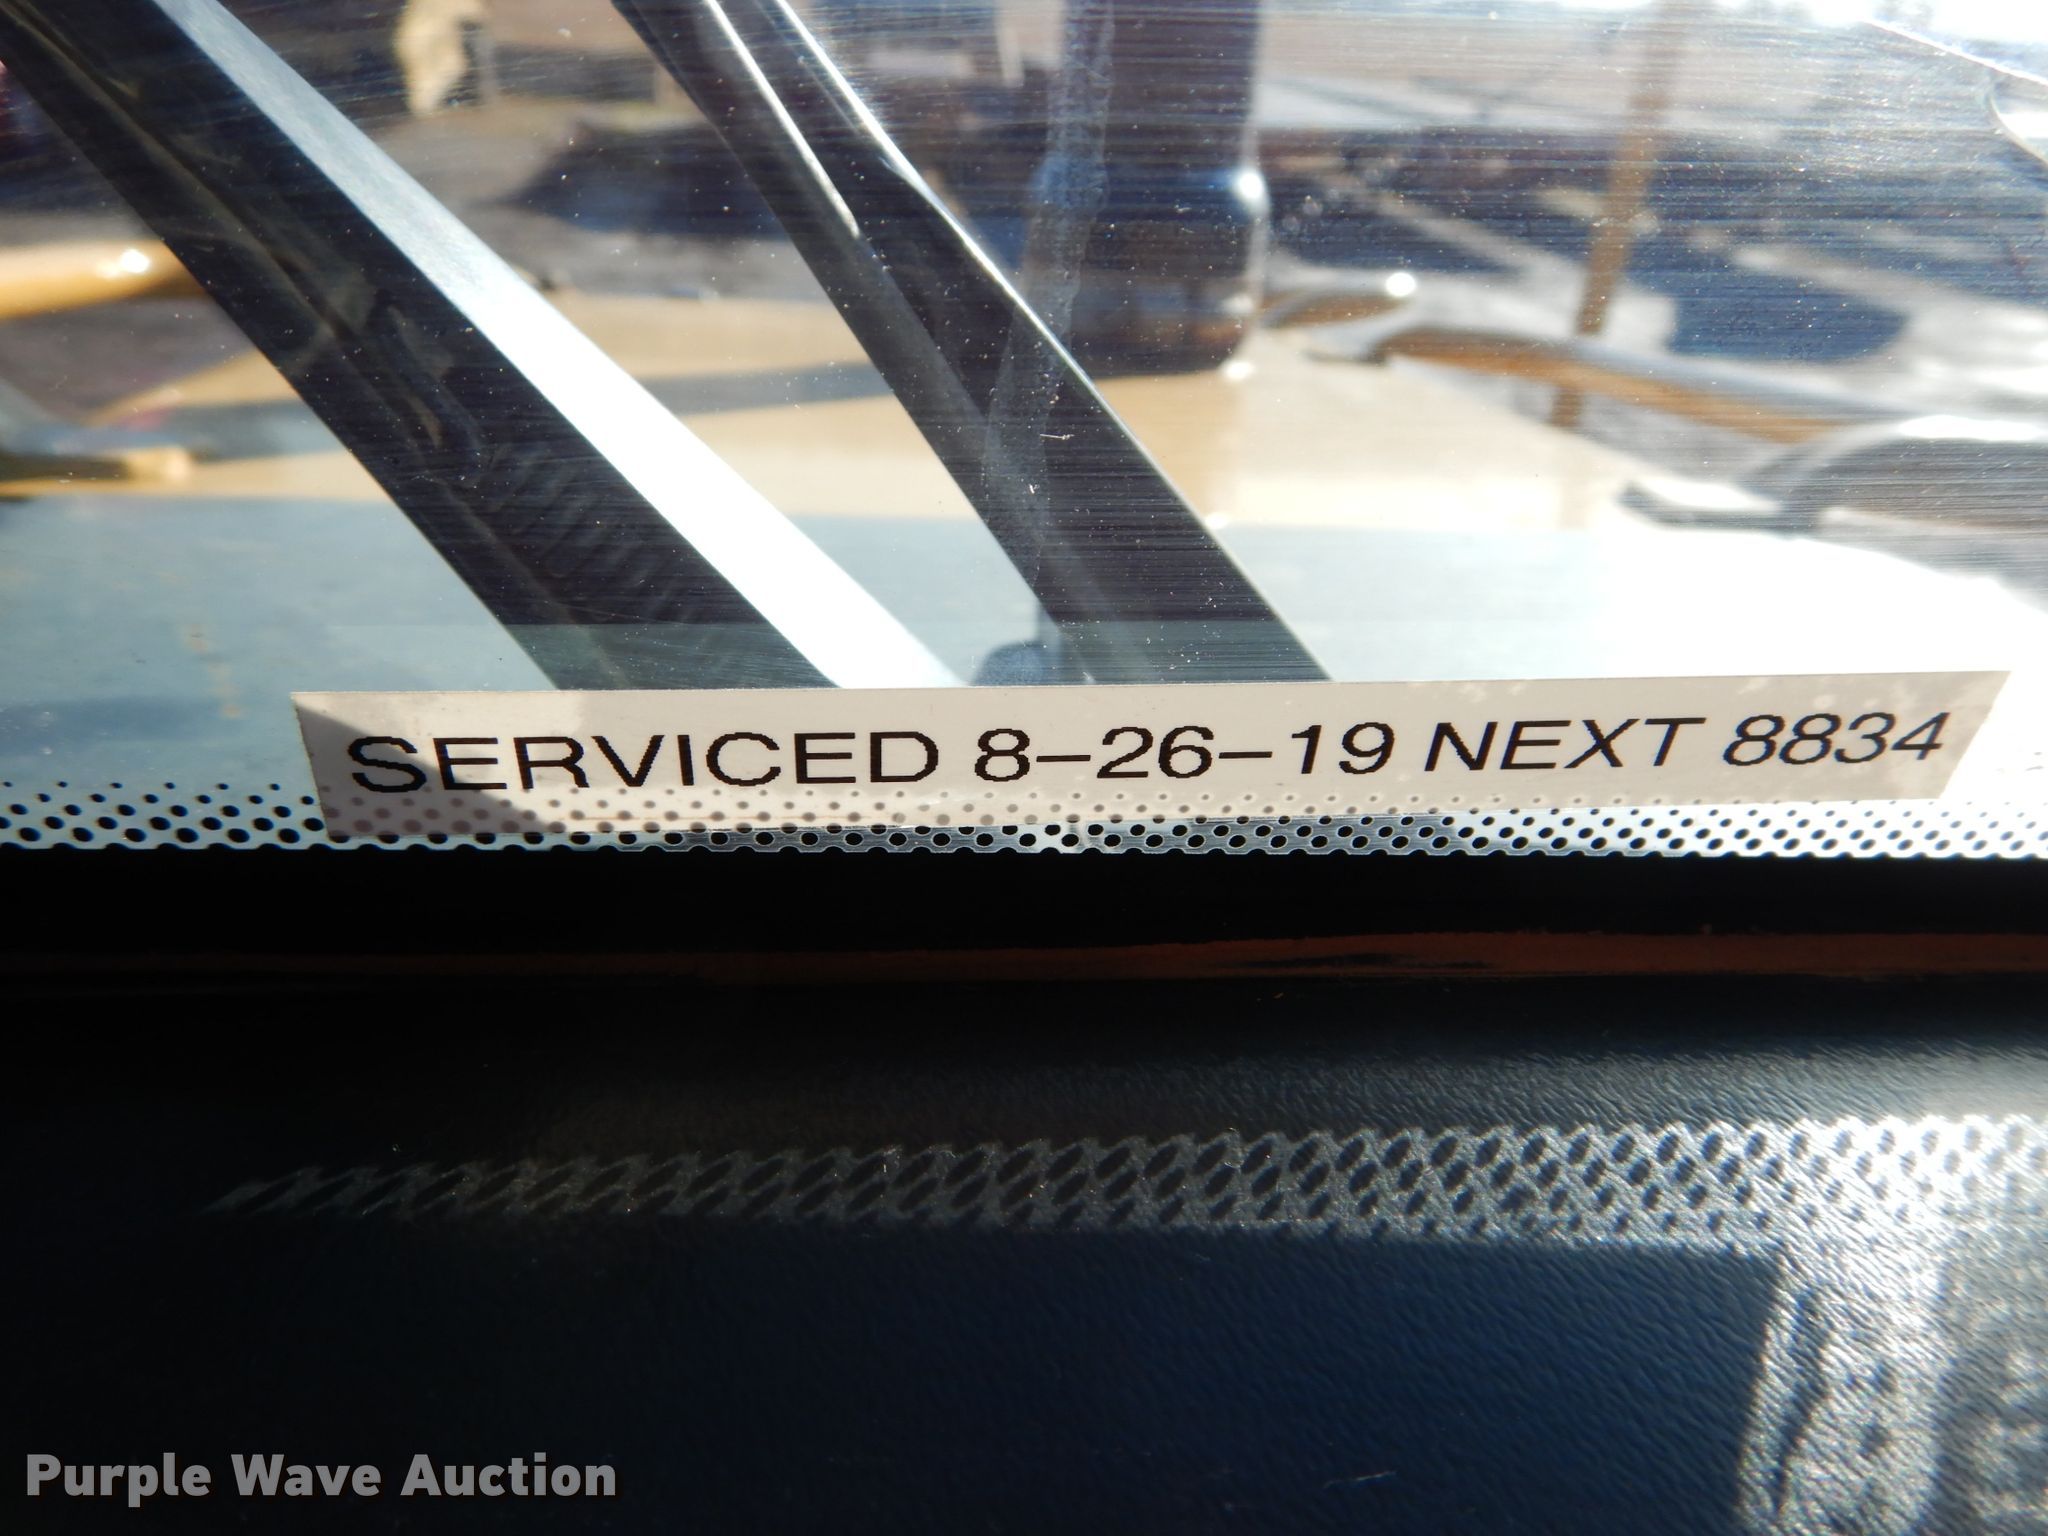 SERVICED 8-26-19 NEXT 8834
Purple Wave Auction